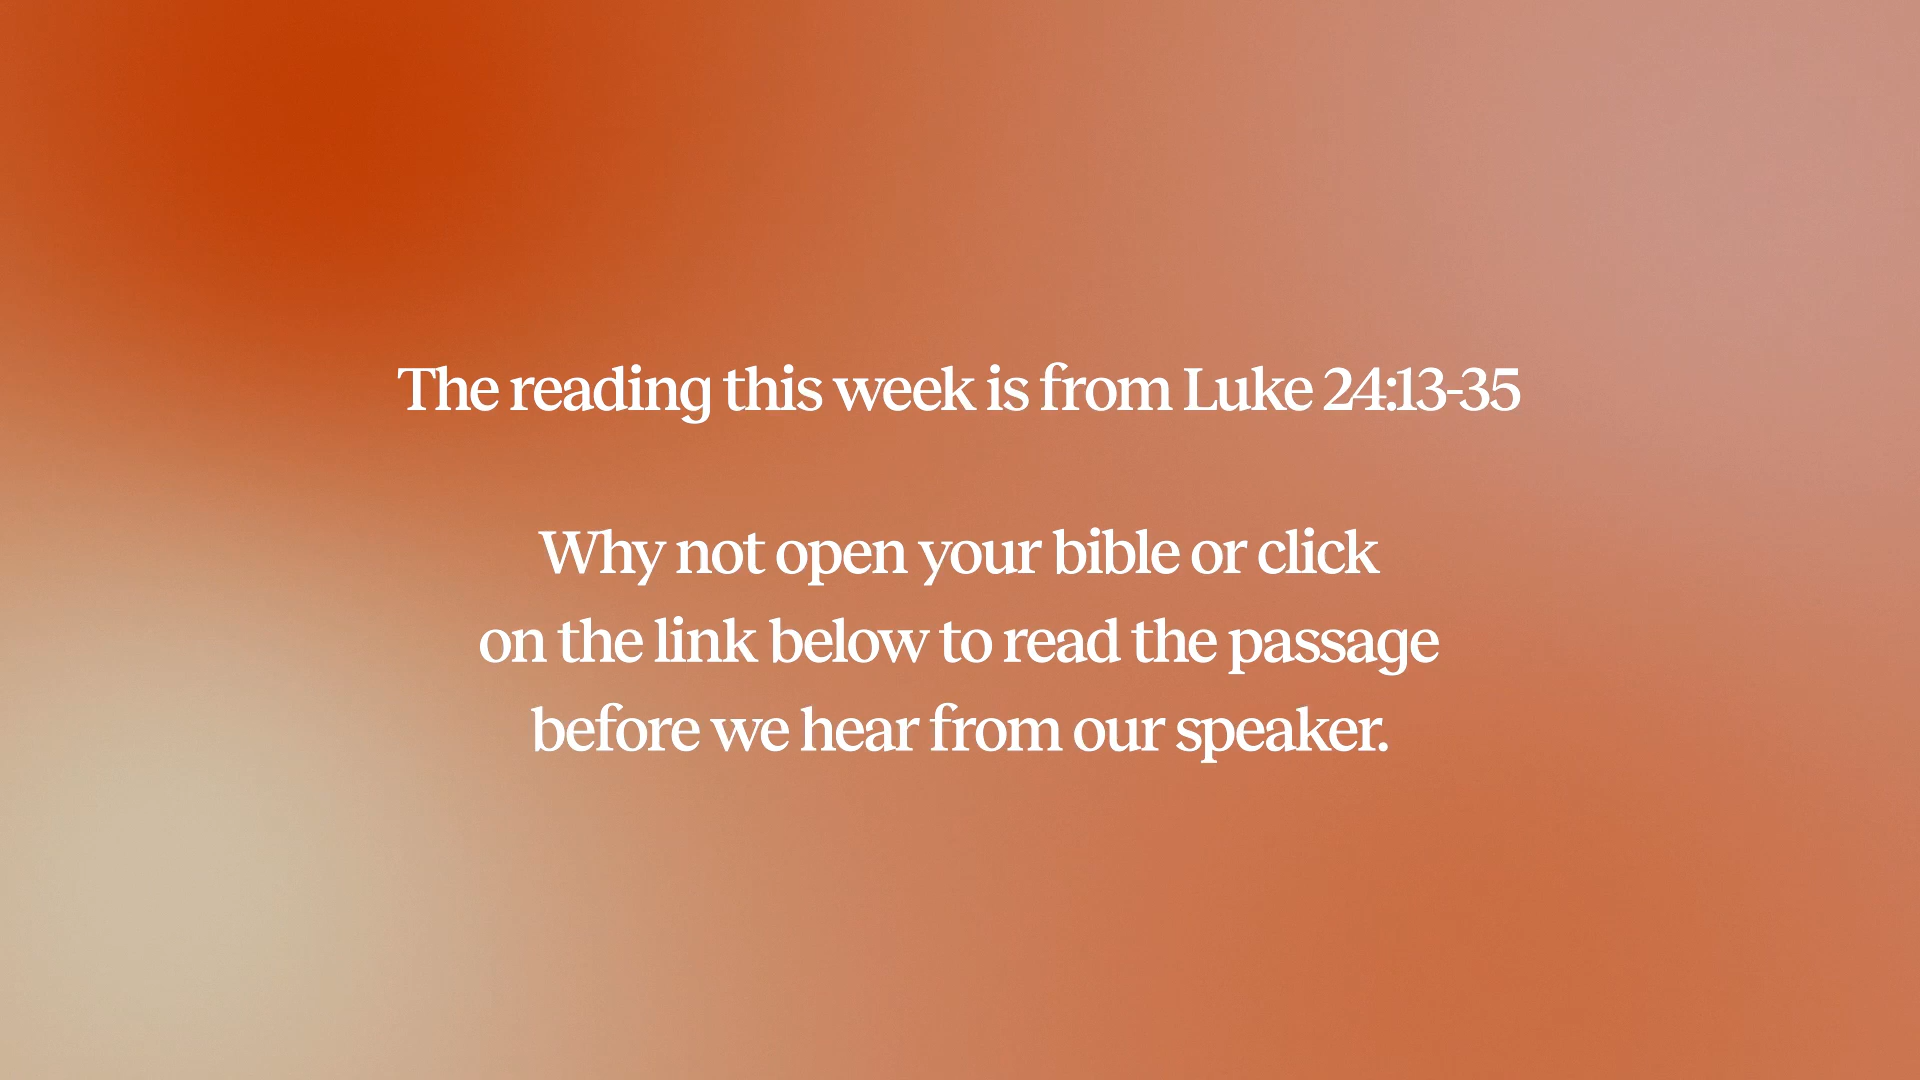 The reading this week is from Luke 24:13-35
Why not open your bible or click
on the link below to read the passage
before we hear from our speaker.